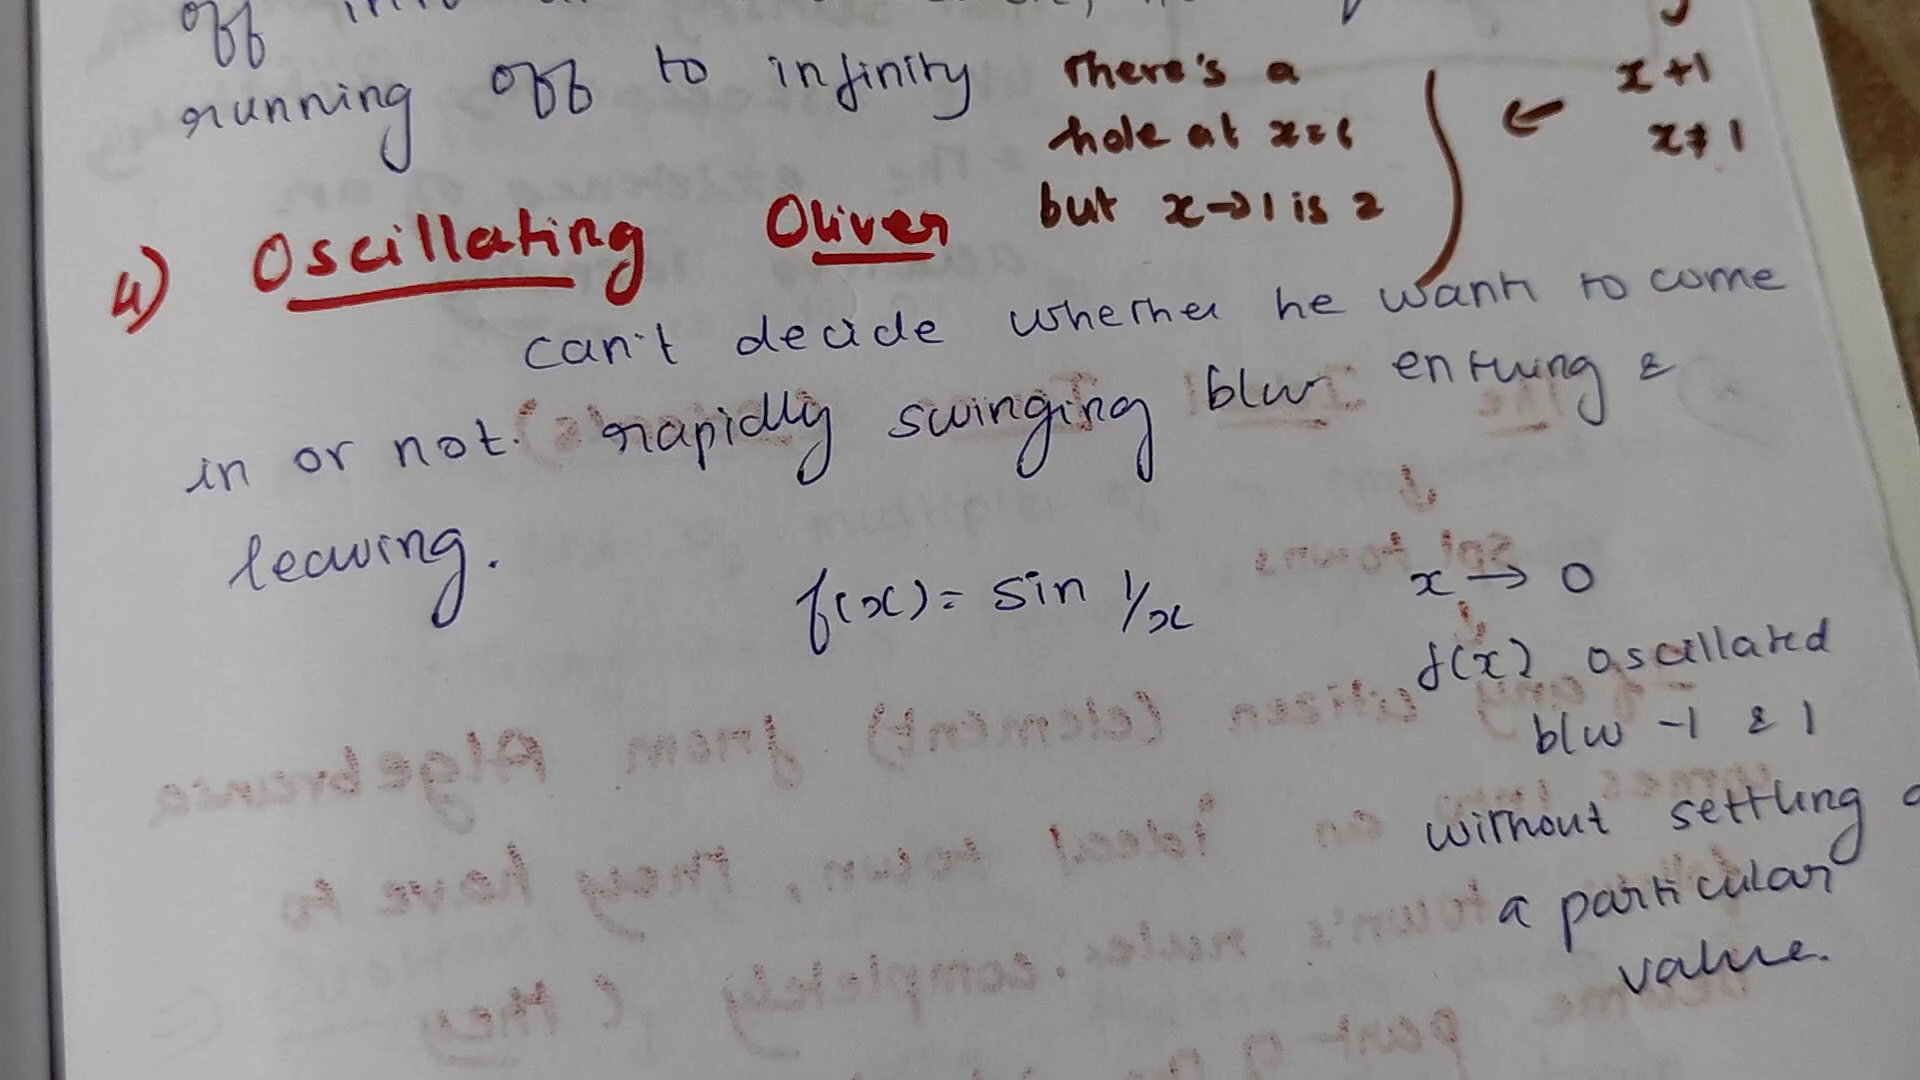 off
running off to infinity
There's a
hole at x=1
but x→1 is 2
← x+1
x≠1
4) Oscillating Oliver
can't decide whether he wants to come
in or not. rapidly swinging b/w entering &
leaving.
f(x) = sin 1/x
x → 0
f(x) oscillated
b/w -1 & 1
without settling
a particular
value.